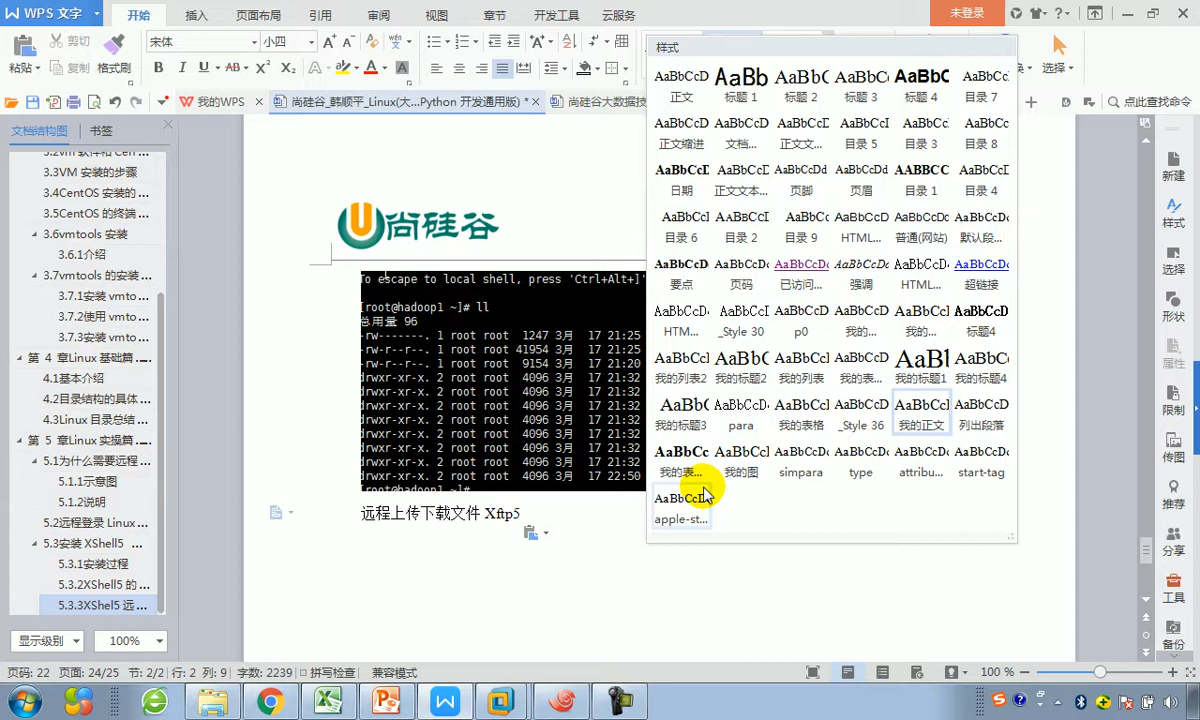 WPS 文字 开始 插入 页面布局 引用 审阅 视图 章节 开发工具 云服务 未登录
粘贴 剪切 复制 格式刷 宋体 小四 选择
我的WPS 尚硅谷_韩顺平_Linux(大...Python 开发通用版) * 尚硅谷大数据技 点此查找命令
文档结构图 书签
3.3VM 安装的步骤
3.4CentOS 安装的 ...
3.5CentOS 的终端 ...
3.6vmtools 安装
3.6.1介绍
3.7vmtools 的安装...
3.7.1安装 vmto...
3.7.2使用 vmto...
3.7.3安装 vmto...
第 4 章Linux 基础篇 ...
4.1基本介绍
4.2目录结构的具体 ...
4.3Linux 目录总结 ...
第 5 章Linux 实操篇 ...
5.1为什么需要远程 ...
5.1.1示意图
5.1.2说明
5.2远程登录 Linux ...
5.3安装 XShell5 ...
5.3.1安装过程
5.3.2XShell5 的 ...
5.3.3XShel5 远...
显示级别 100%
尚硅谷
To escape to local shell, press 'Ctrl+Alt+]'
[root@hadoop1 ~]# ll
总用量 96
-rw-------. 1 root root 1247 3月 17 21:25
-rw-r--r--. 1 root root 41954 3月 17 21:25
-rw-r--r--. 1 root root 9154 3月 17 21:20
drwxr-xr-x. 2 root root 4096 3月 17 21:32
drwxr-xr-x. 2 root root 4096 3月 17 21:32
drwxr-xr-x. 2 root root 4096 3月 17 21:32
drwxr-xr-x. 2 root root 4096 3月 17 21:32
drwxr-xr-x. 2 root root 4096 3月 17 21:32
drwxr-xr-x. 2 root root 4096 3月 17 21:32
drwxr-xr-x. 2 root root 4096 3月 17 21:32
drwxr-xr-x. 2 root root 4096 3月 17 22:50
[root@hadoop1 ~]#
远程上传下载文件 Xftp5
样式
正文 标题 1 标题 2 标题 3 标题 4 目录 7
正文缩进 文档... 正文文... 目录 5 目录 3 目录 8
日期 正文文本... 页脚 页眉 目录 1 目录 4
目录 6 目录 2 目录 9 HTML... 普通(网站) 默认段...
要点 页码 已访问... 强调 HTML... 超链接
HTM... _Style 30 p0 我的... 我的... 标题4
我的列表2 我的标题2 我的列表 我的表... 我的标题1 我的标题4
我的标题3 para 我的表格 _Style 36 我的正文 列出段落
我的表... 我的图 simpara type attribu... start-tag
apple-st...
新建
样式
选择
形状
属性
限制
传图
推荐
分享
工具
备份
页码: 22 页面: 24/25 节: 2/2 行: 2 列: 9 字数: 2239 拼写检查 兼容模式 100 %